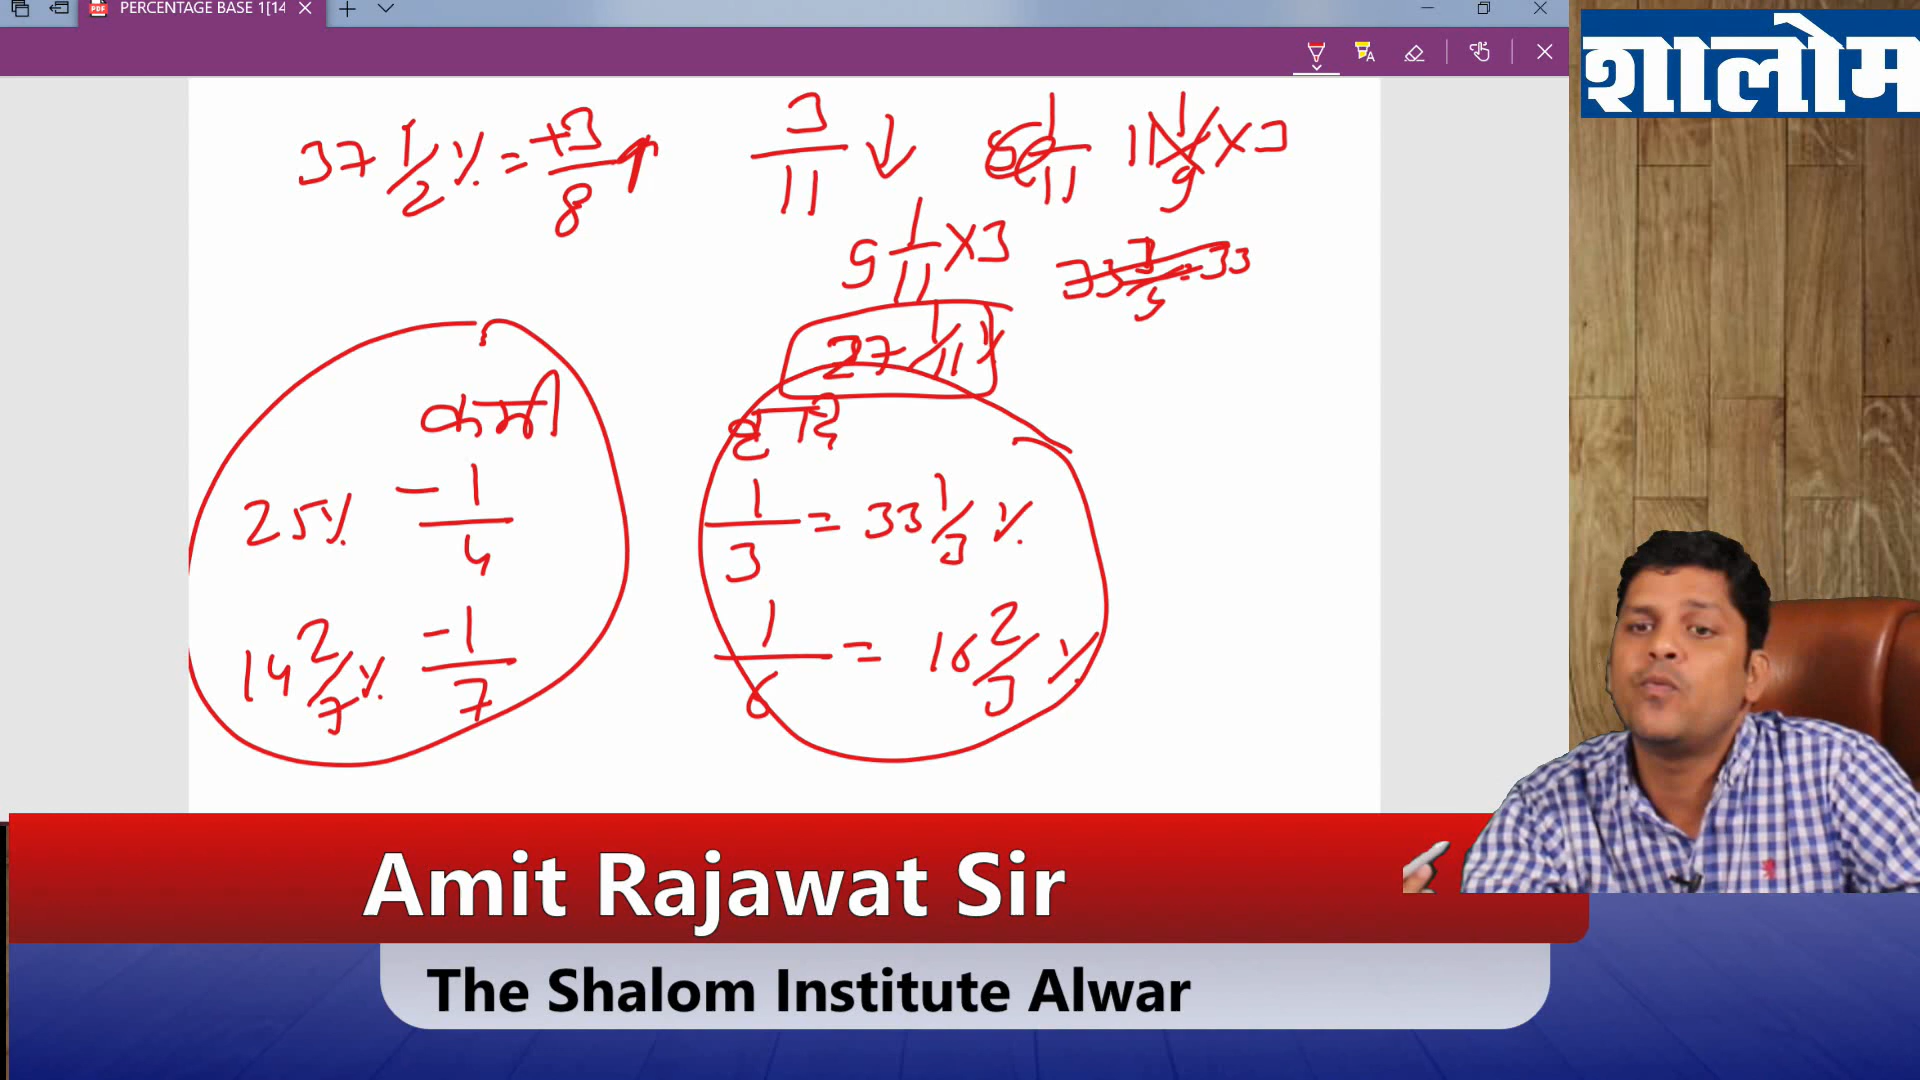 PERCENTAGE BASE 1[14
शालोम
37 1/2 % = +3/8 ↑
3/11 ↓
1/11
11 1/9 × 3
9 1/11 × 3
27 1/11 %
कमी
25% -1/4
14 2/7 % -1/7
1/3 = 33 1/3 %
1/6 = 16 2/3 %
Amit Rajawat Sir
The Shalom Institute Alwar